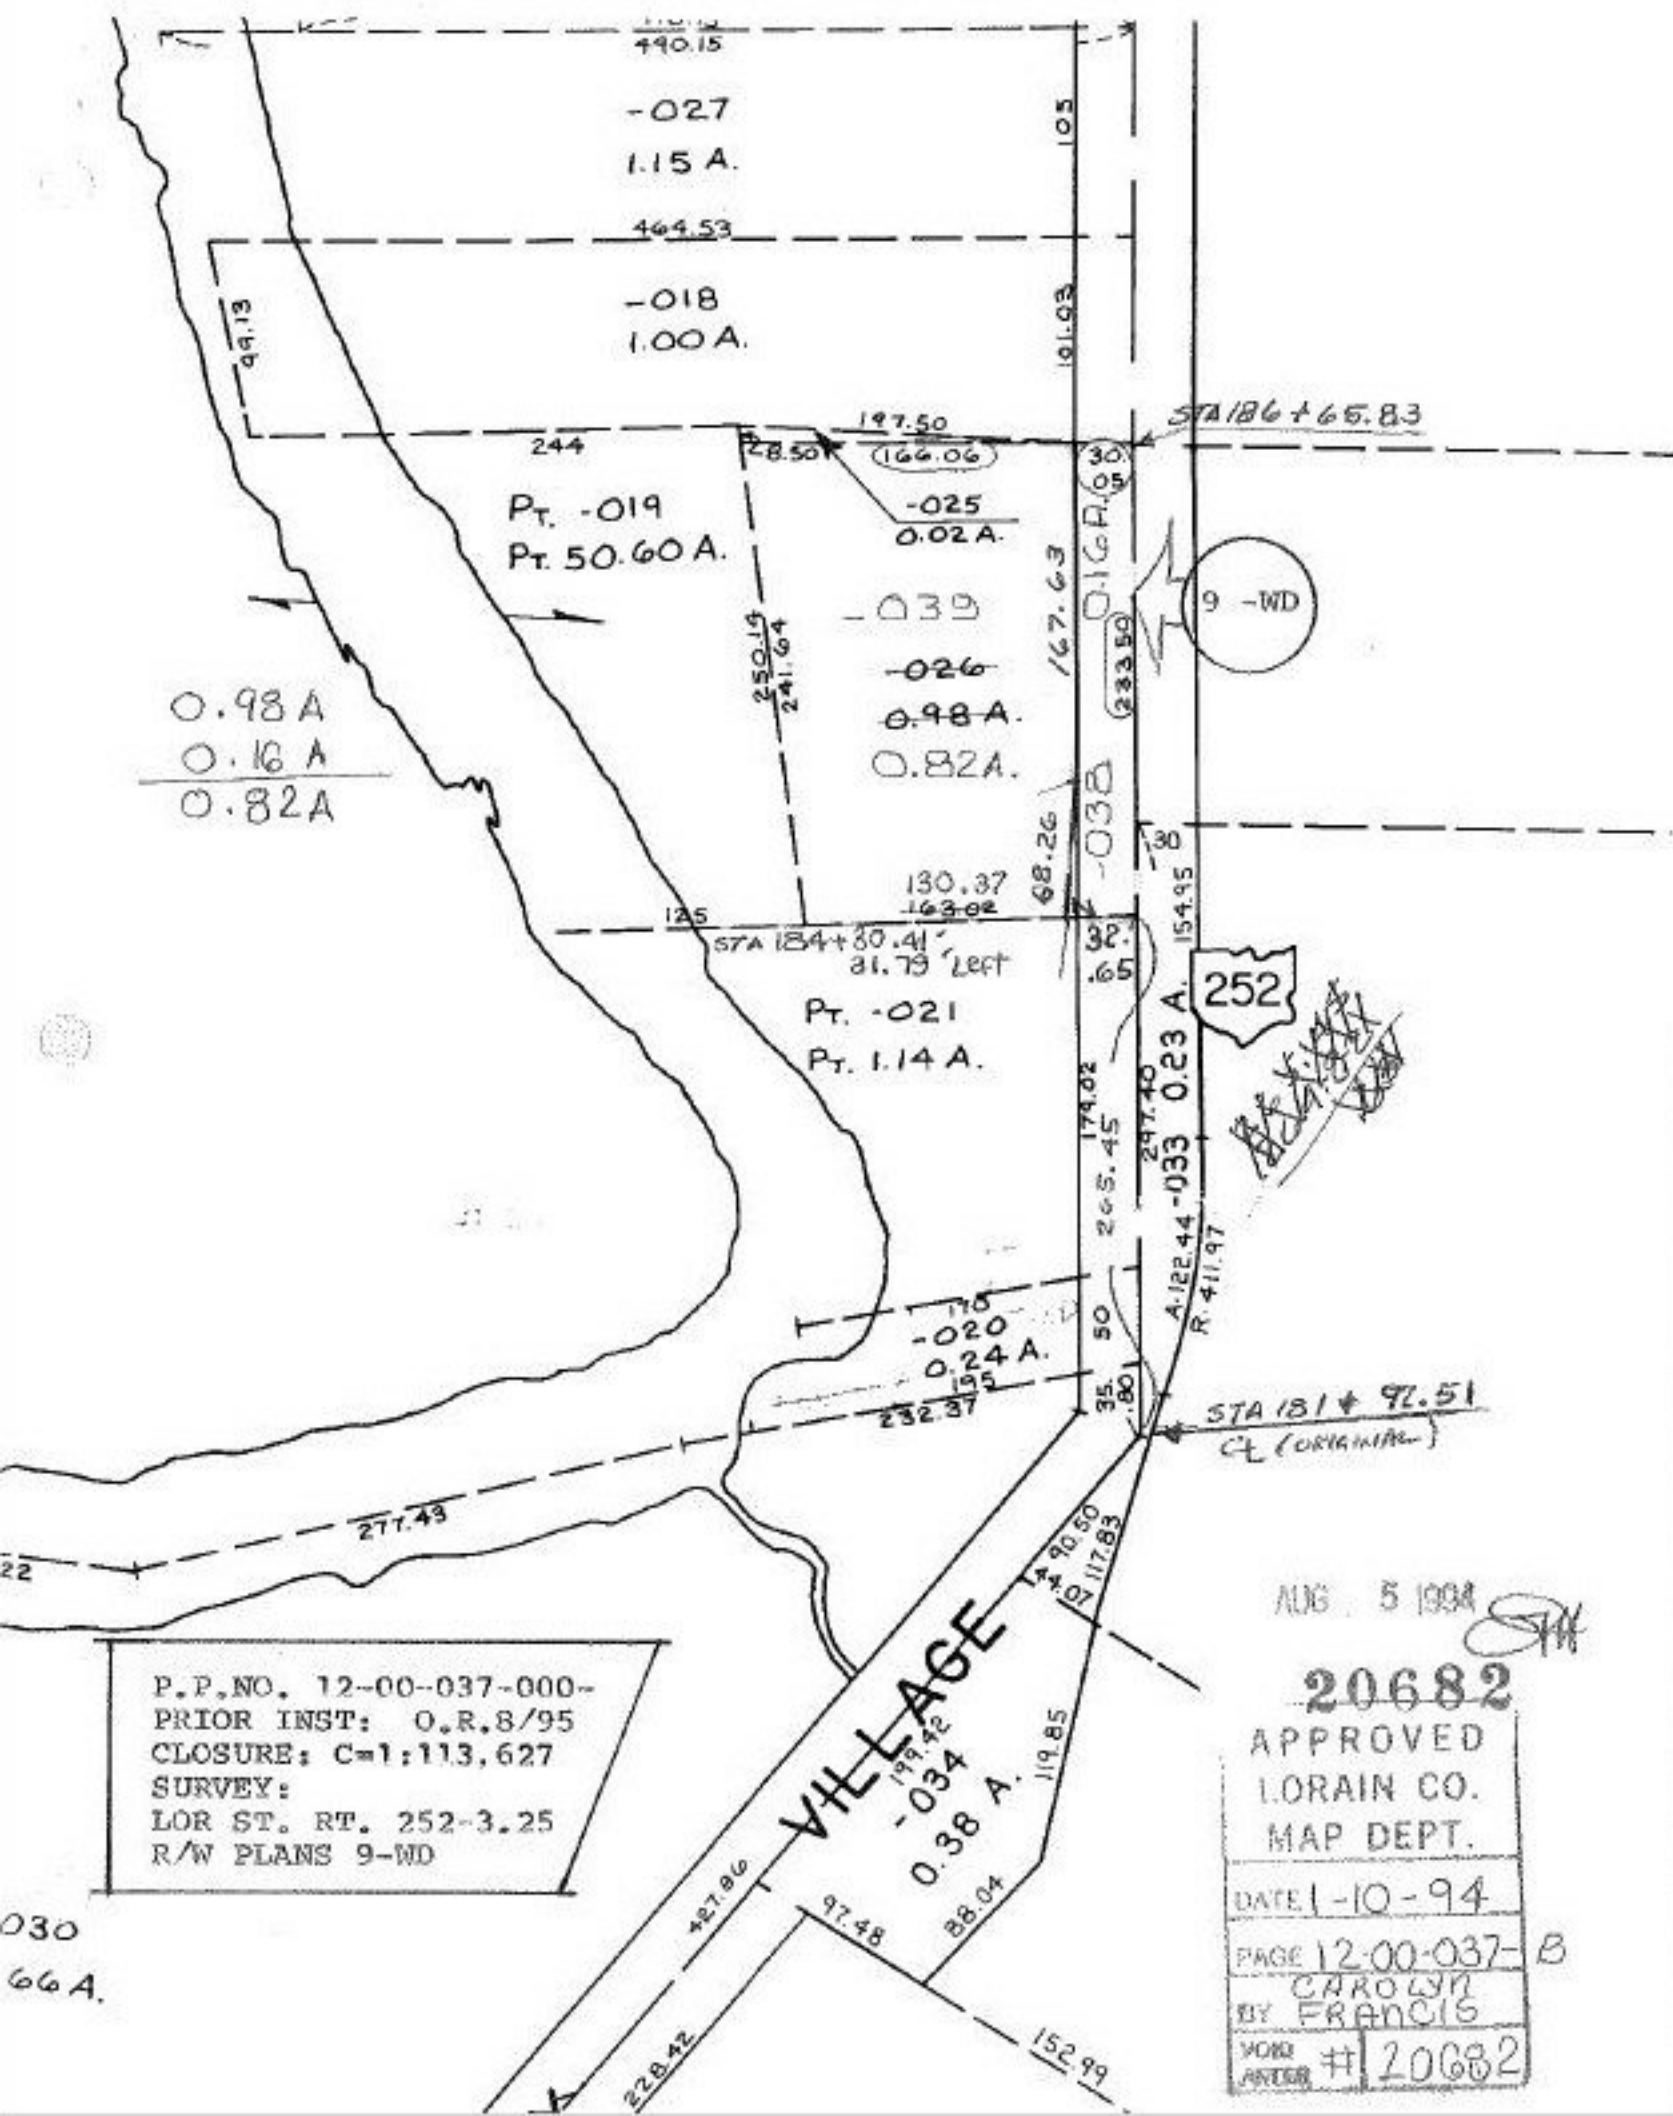 490.15
-027
1.15 A.
105
464.53
-018
1.00 A.
99.13
101.03
STA 186 + 65.83
197.50
244
28.50
166.06
30
.05
-025
0.02 A.
PT. -019
PT. 50.60 A.
0.16 A.
167.63
9 -WD
-039
233.50
250.14
241.64
-026
0.98 A.
0.82A.
0.98 A
0.16 A
0.82 A
-038
68.26
30
154.95
130.37
163.02
125
STA 184+30.41
31.79' Left
32.
.65
252
PT. -021
PT. 1.14 A.
174.02
265.45
297.40
-033 0.23 A.
A-122.44
R-411.97
170
-020
0.24 A.
195
232.37
50
35.
.80
STA 181 + 92.51
CL (ORIGINAL)
277.43
22
90.50
117.83
44.07
VILLAGE
199.42
-034
0.38 A.
119.85
88.04
97.48
427.86
228.42
152.99
P.P.NO. 12-00-037-000-
PRIOR INST: O.R.8/95
CLOSURE: C=1:113,627
SURVEY:
LOR ST. RT. 252-3.25
R/W PLANS 9-WD
030
66 A.
AUG 5 1994
20682
APPROVED
LORAIN CO.
MAP DEPT.
DATE 1-10-94
PAGE 12-00-037-B
CAROLYN
BY FRANCIS
# 20682